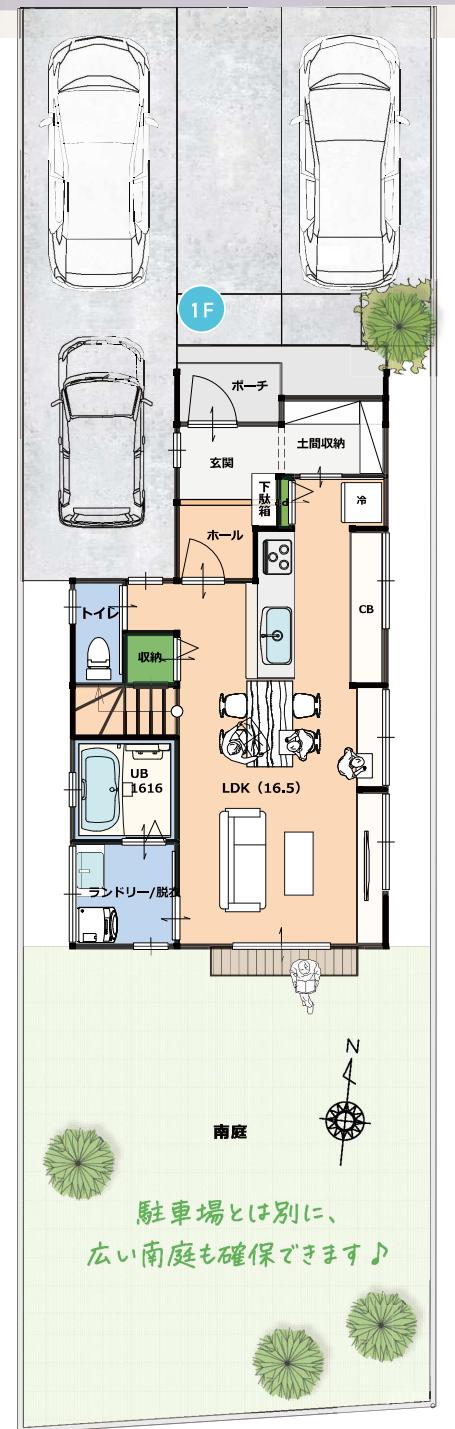 1F
ポーチ
玄関
土間収納
下駄箱
冷
ホール
トイレ
CB
収納
UB
1616
LDK（16.5）
ランドリー/脱衣
N
南庭
駐車場とは別に、
広い南庭も確保できます♪